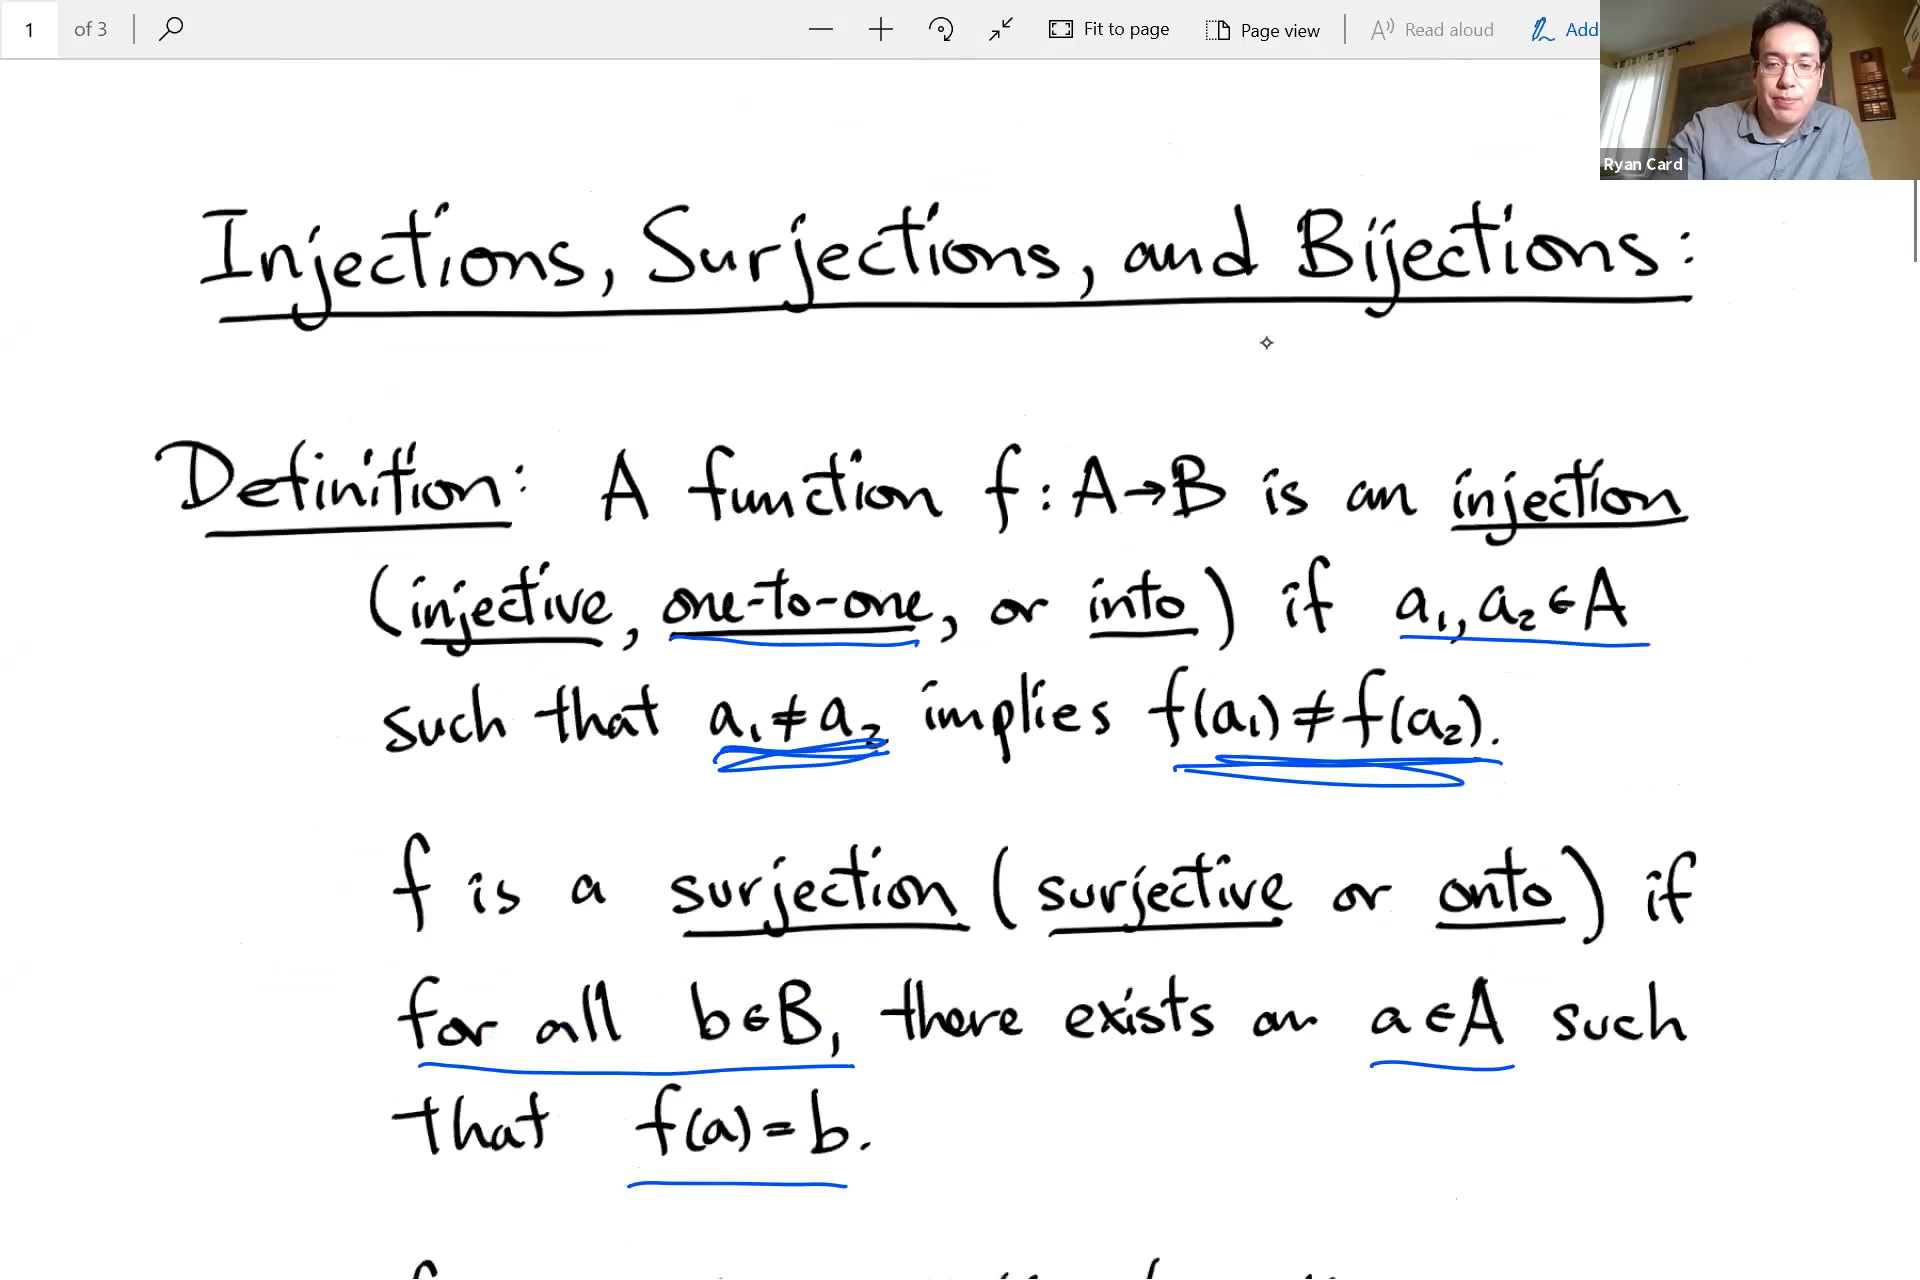 1 of 3 Fit to page Page view Read aloud Add
Ryan Card
Injections, Surjections, and Bijections:
Definition: A function f: A→B is an injection
(injective, one-to-one, or into) if a₁, a₂ ∈ A
such that a₁ ≠ a₂ implies f(a₁) ≠ f(a₂).
f is a surjection (surjective or onto) if
for all b ∈ B, there exists an a ∈ A such
that f(a) = b.